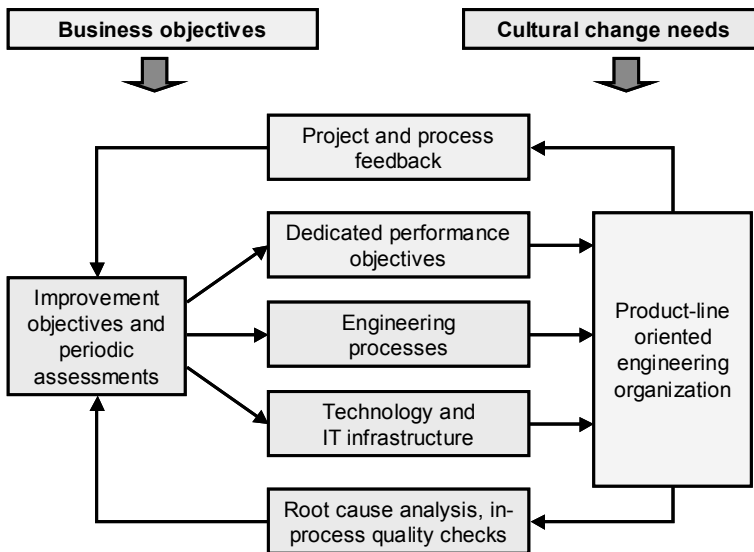 Business objectives
Cultural change needs
Project and process
feedback
Dedicated performance
objectives
Improvement
objectives and
periodic
assessments
Engineering
processes
Product-line
oriented
engineering
organization
Technology and
IT infrastructure
Root cause analysis, in-
process quality checks